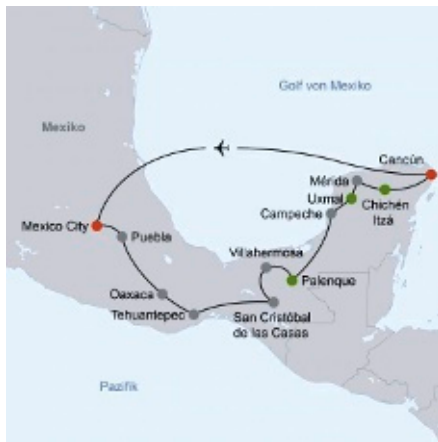 Golf von Mexiko
Mexiko
Cancún
Mérida
Uxmal
Chichén
Itzá
Campeche
Mexico City
Puebla
Villahermosa
Palenque
Oaxaca
Tehuantepec
San Cristóbal
de las Casas
Pazifik